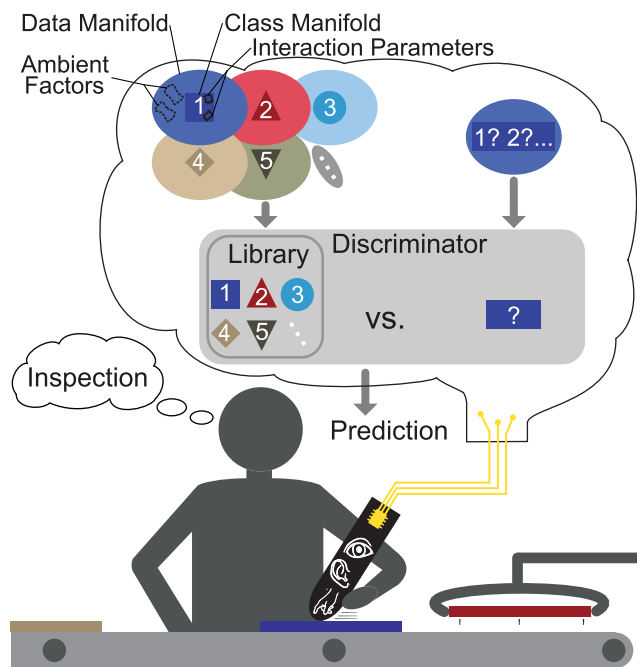 Data Manifold
Class Manifold
Interaction Parameters
Ambient
Factors
1
2
3
4
5
1? 2?...
Library
Discriminator
1
2
3
4
5
vs.
?
Inspection
Prediction